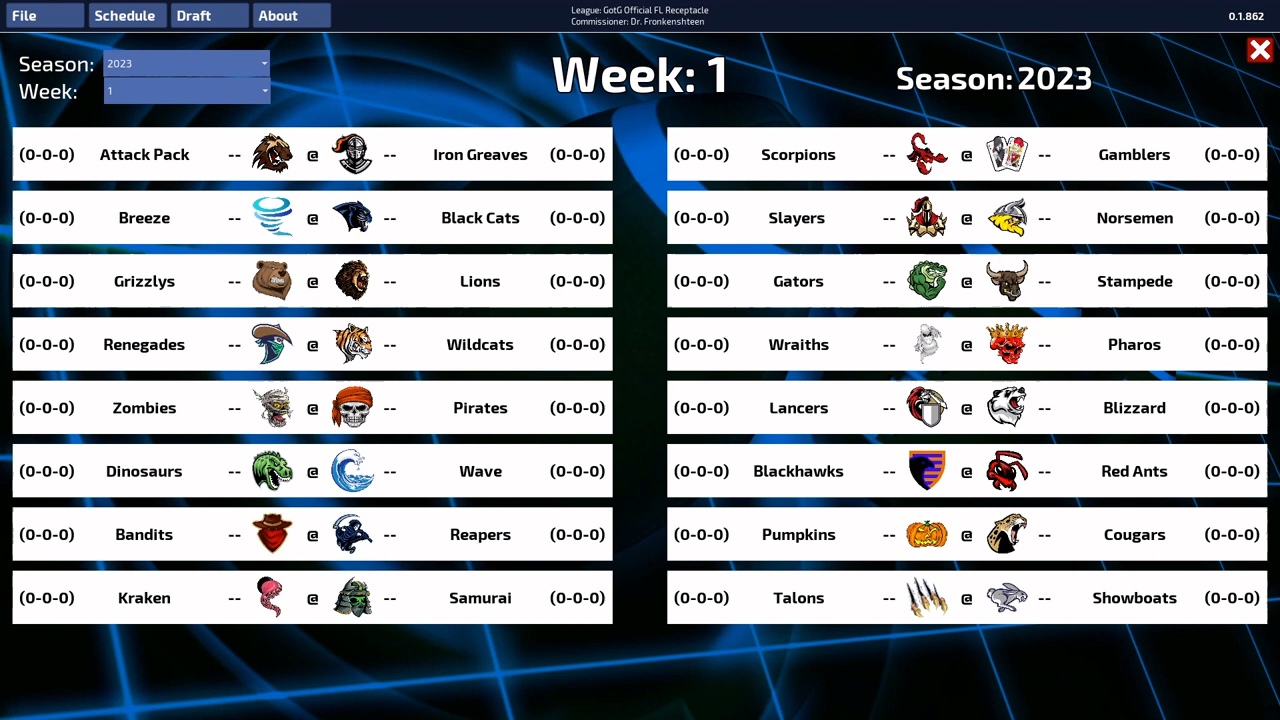 File Schedule Draft About
League: GotG Official FL Receptacle
Commissioner: Dr. Fronkenshteen
0.1.862
Season: 2023
Week: 1
Week: 1
Season: 2023
(0-0-0) Attack Pack -- @ -- Iron Greaves (0-0-0)
(0-0-0) Breeze -- @ -- Black Cats (0-0-0)
(0-0-0) Grizzlys -- @ -- Lions (0-0-0)
(0-0-0) Renegades -- @ -- Wildcats (0-0-0)
(0-0-0) Zombies -- @ -- Pirates (0-0-0)
(0-0-0) Dinosaurs -- @ -- Wave (0-0-0)
(0-0-0) Bandits -- @ -- Reapers (0-0-0)
(0-0-0) Kraken -- @ -- Samurai (0-0-0)
(0-0-0) Scorpions -- @ -- Gamblers (0-0-0)
(0-0-0) Slayers -- @ -- Norsemen (0-0-0)
(0-0-0) Gators -- @ -- Stampede (0-0-0)
(0-0-0) Wraiths -- @ -- Pharos (0-0-0)
(0-0-0) Lancers -- @ -- Blizzard (0-0-0)
(0-0-0) Blackhawks -- @ -- Red Ants (0-0-0)
(0-0-0) Pumpkins -- @ -- Cougars (0-0-0)
(0-0-0) Talons -- @ -- Showboats (0-0-0)